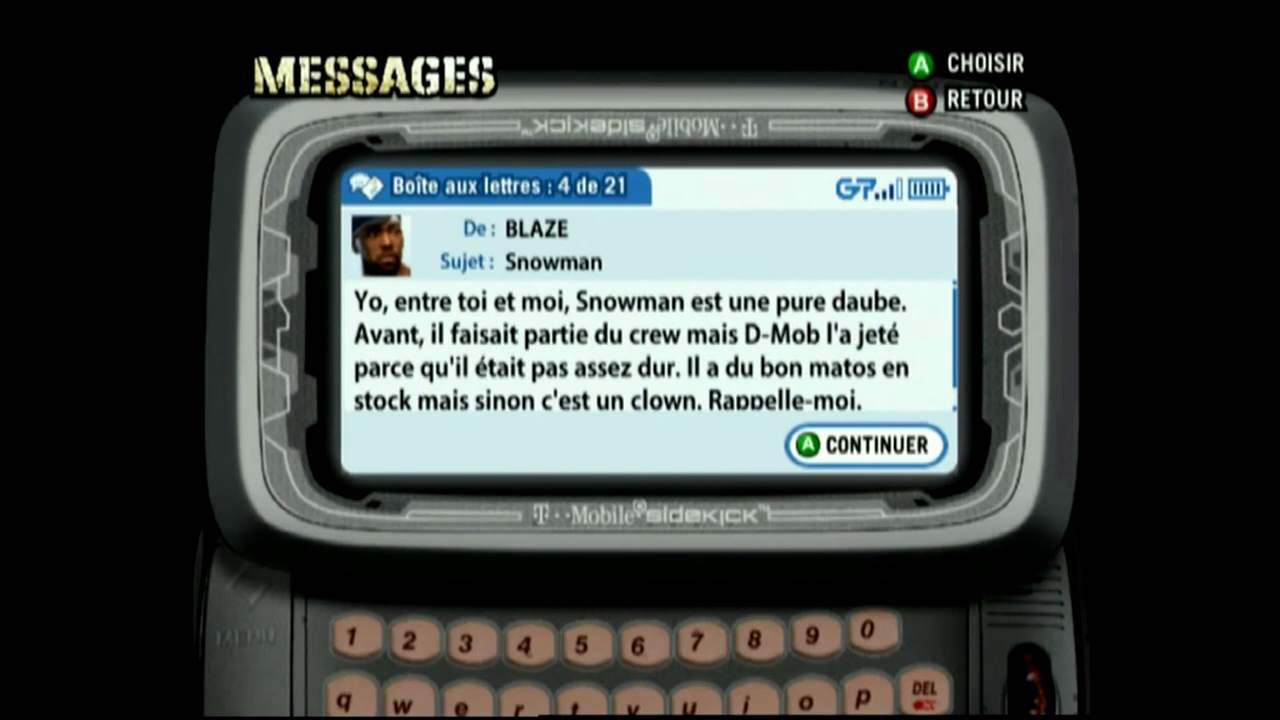 MESSAGES
A CHOISIR
B RETOUR
T··Mobile® sidekick™
Boîte aux lettres : 4 de 21
De : BLAZE
Sujet : Snowman
Yo, entre toi et moi, Snowman est une pure daube.
Avant, il faisait partie du crew mais D-Mob l'a jeté
parce qu'il était pas assez dur. Il a du bon matos en
stock mais sinon c'est un clown. Rappelle-moi.
A CONTINUER
T··Mobile® sidekick™
MENU
1 2 3 4 5 6 7 8 9 0
q w e r t y u i o p DEL